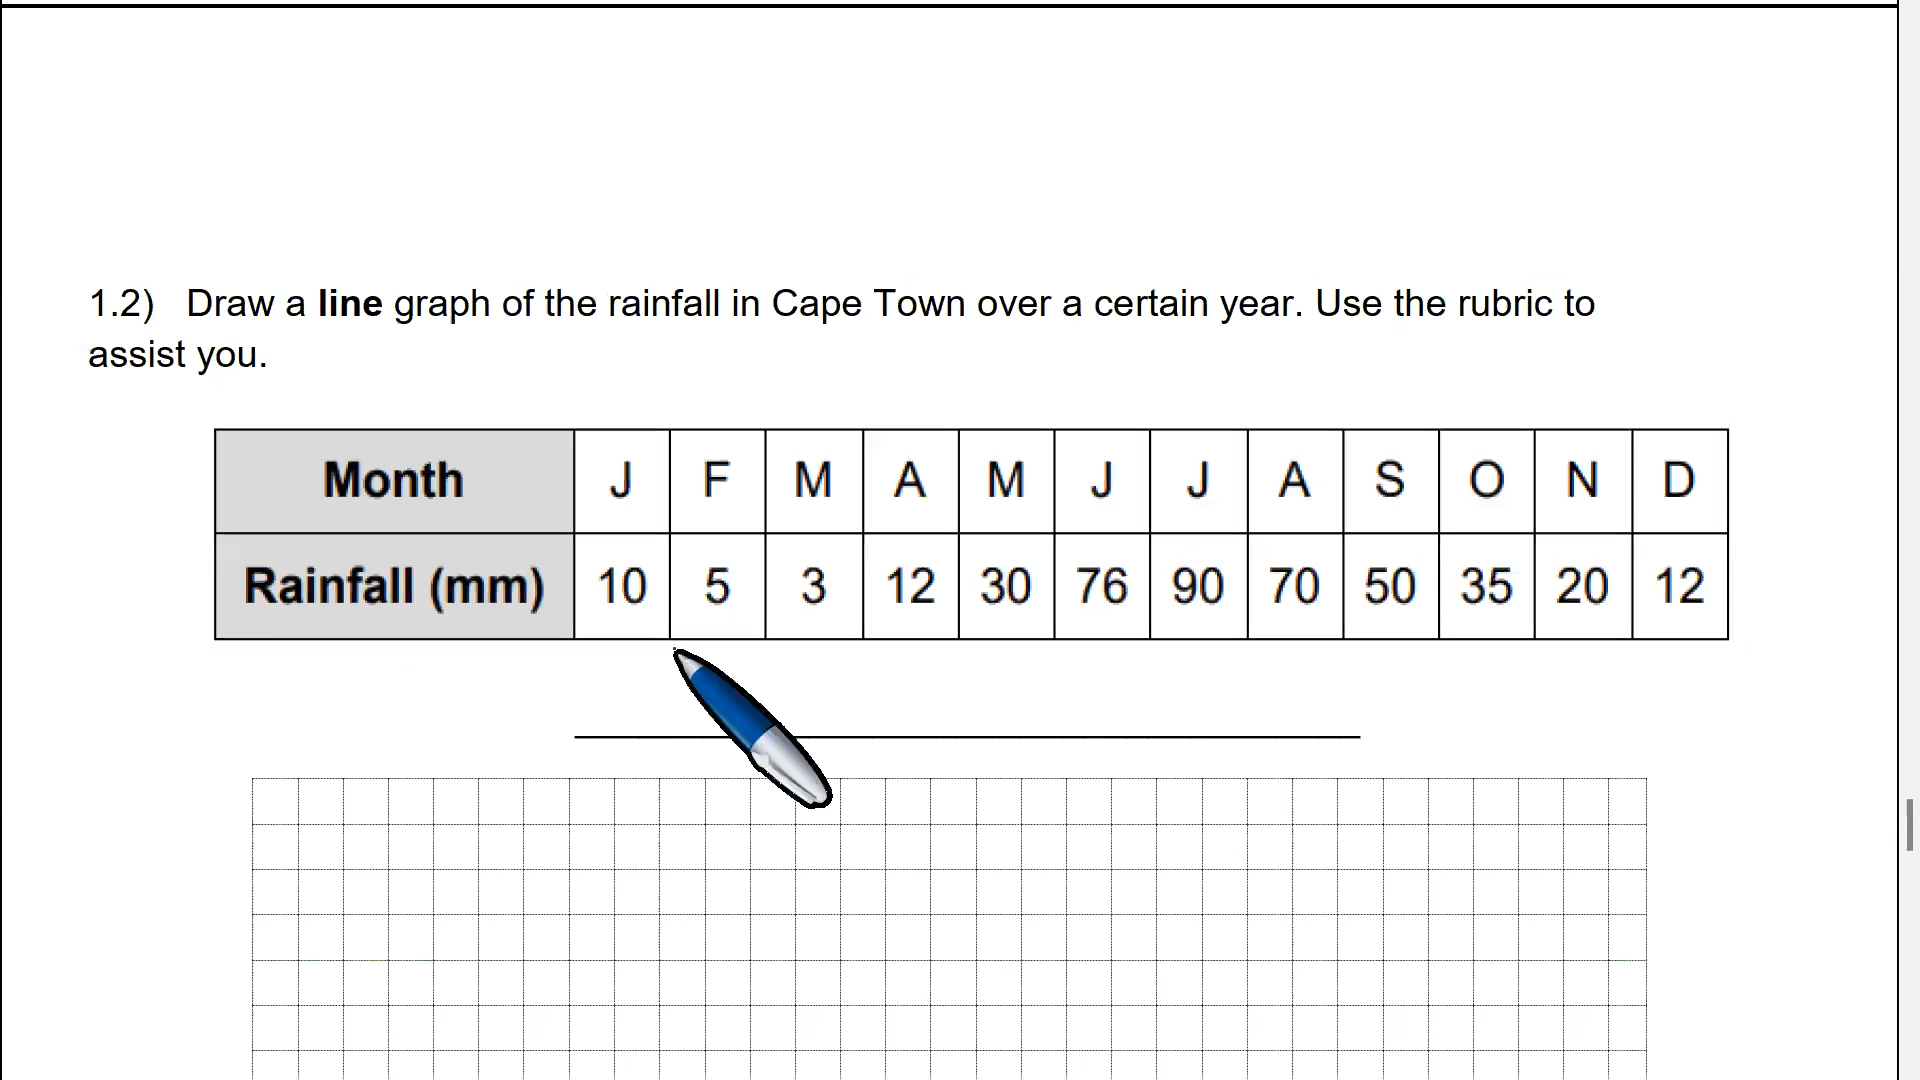 1.2) Draw a line graph of the rainfall in Cape Town over a certain year. Use the rubric to
assist you.
Month J F M A M J J A S O N D
Rainfall (mm) 10 5 3 12 30 76 90 70 50 35 20 12